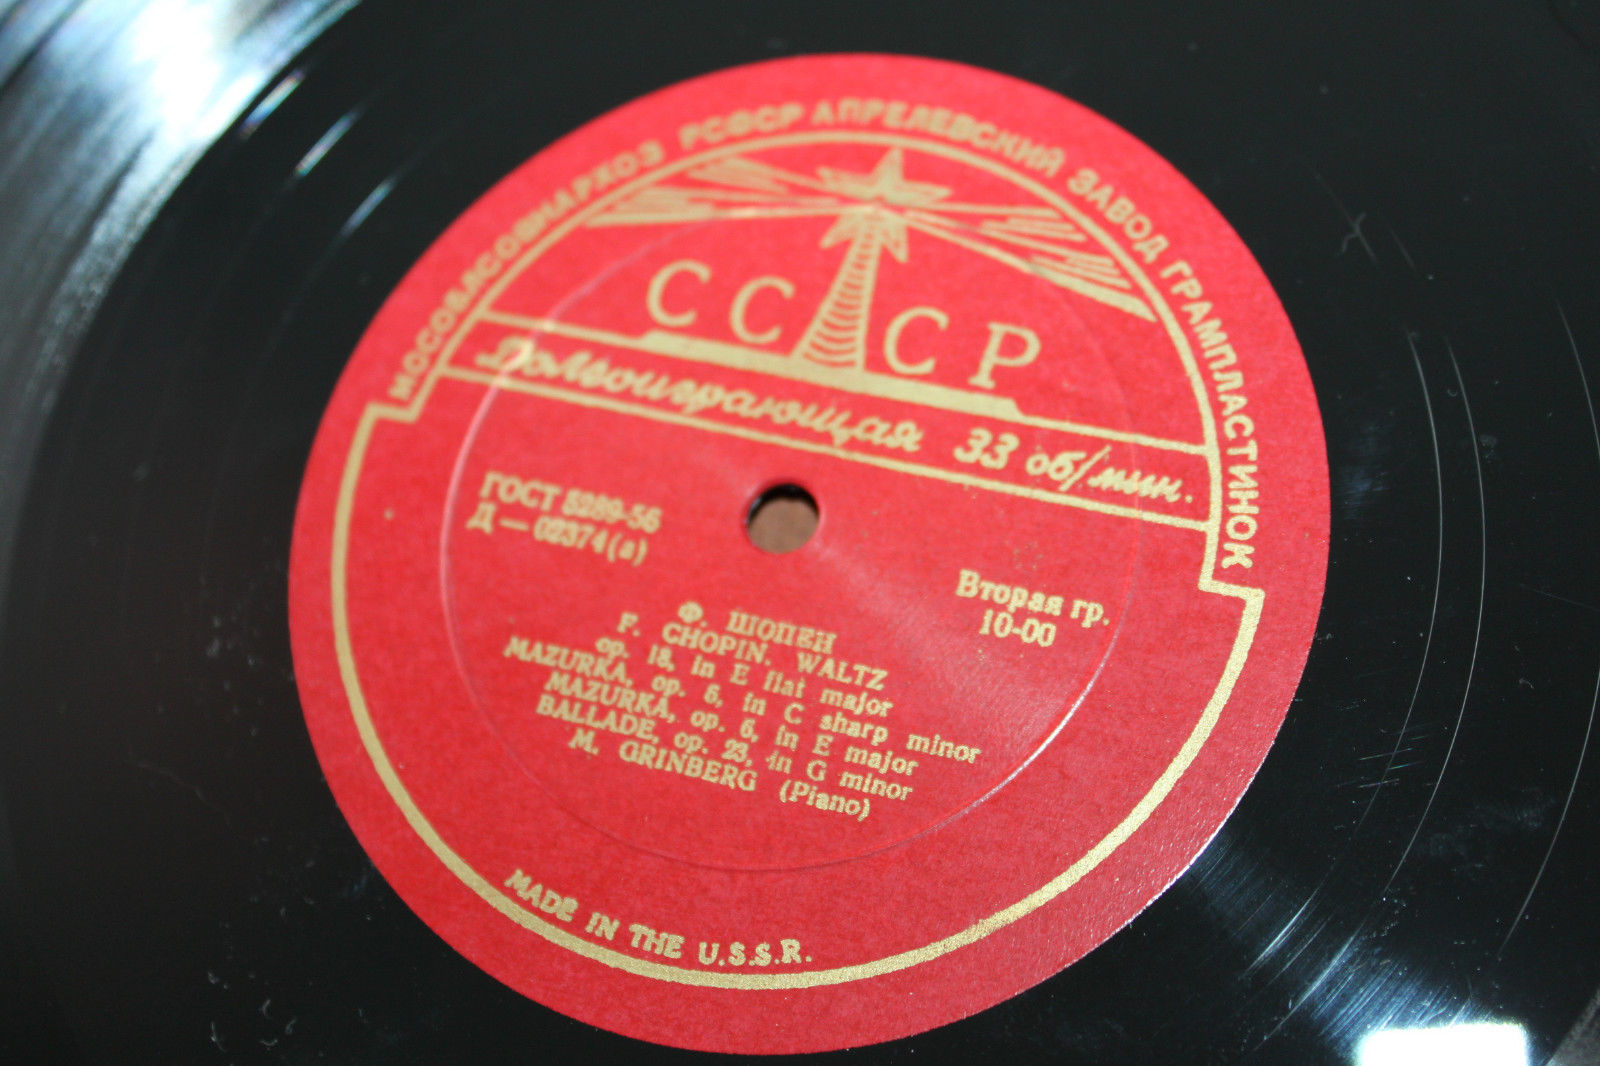 МОСОБЛСОВНАРХОЗ РСФСР АПРЕЛЕВСКИЙ ЗАВОД ГРАМПЛАСТИНОК
СССР
Долгоиграющая 33 об/мин.
ГОСТ 5289-56
Д — 02374(а)
Вторая гр.
10-00
Ф. ШОПЕН
F. CHOPIN. WALTZ
op. 18, in E flat major
MAZURKA, op. 6, in C sharp minor
MAZURKA, op. 6, in E major
BALLADE, op. 23, in G minor
M. GRINBERG (Piano)
MADE IN THE U.S.S.R.